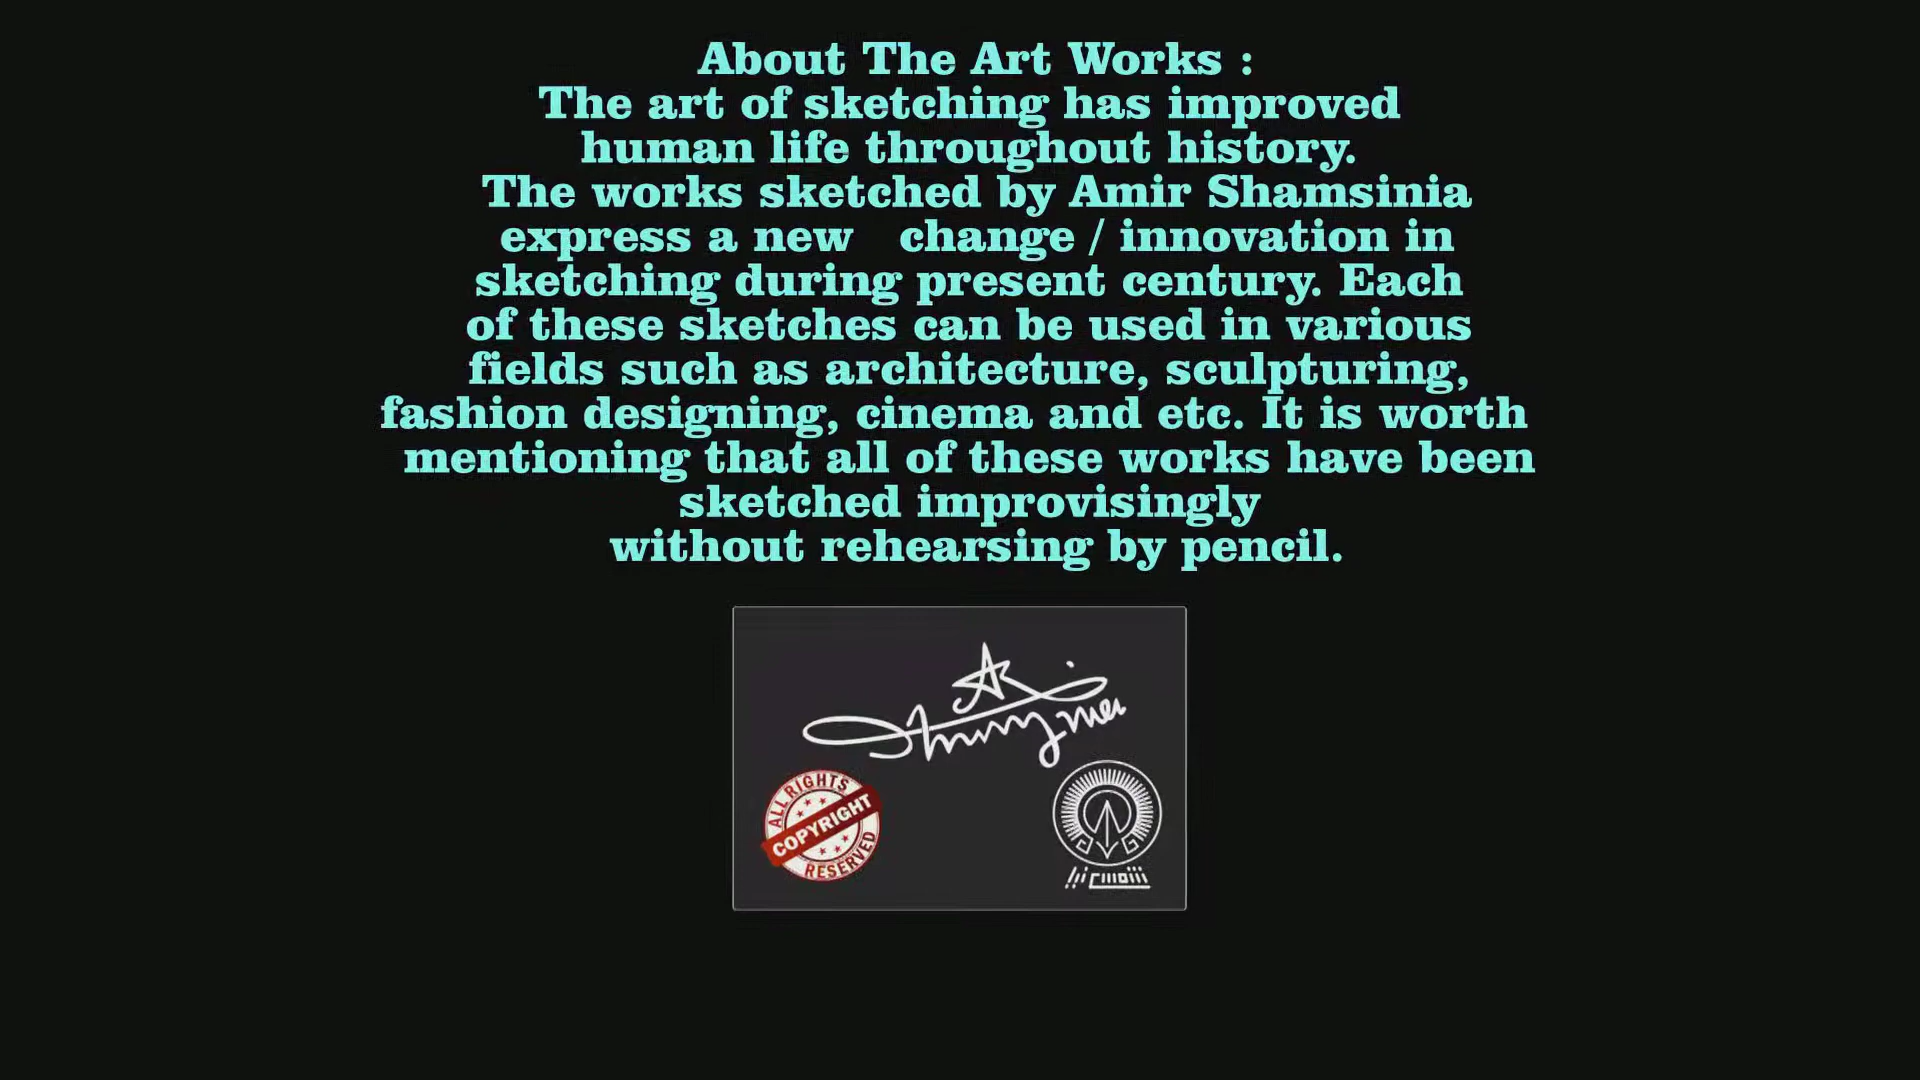 About The Art Works :
The art of sketching has improved
human life throughout history.
The works sketched by Amir Shamsinia
express a new change / innovation in
sketching during present century. Each
of these sketches can be used in various
fields such as architecture, sculpturing,
fashion designing, cinema and etc. It is worth
mentioning that all of these works have been
sketched improvisingly
without rehearsing by pencil.
ALL RIGHTS
COPYRIGHT
RESERVED